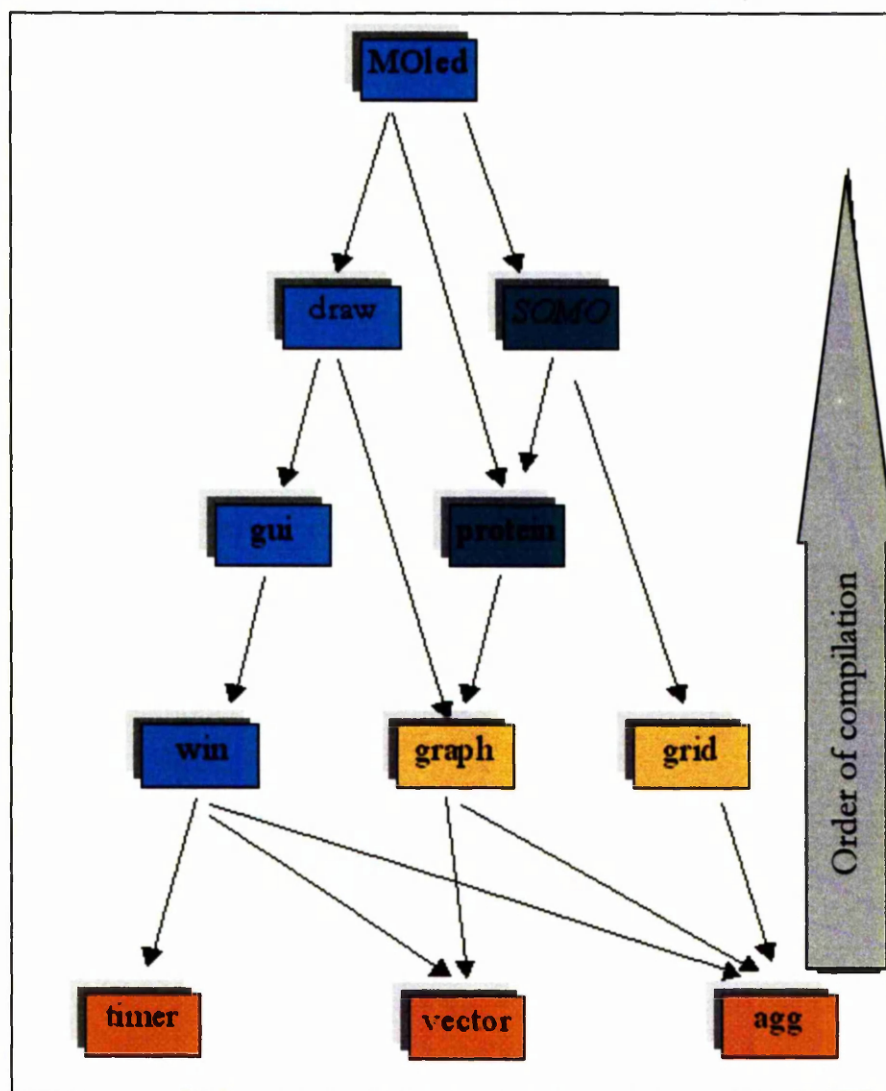 MOled
draw
SOMO
gui
protein
win
graph
grid
timer
vector
agg
Order of compilation